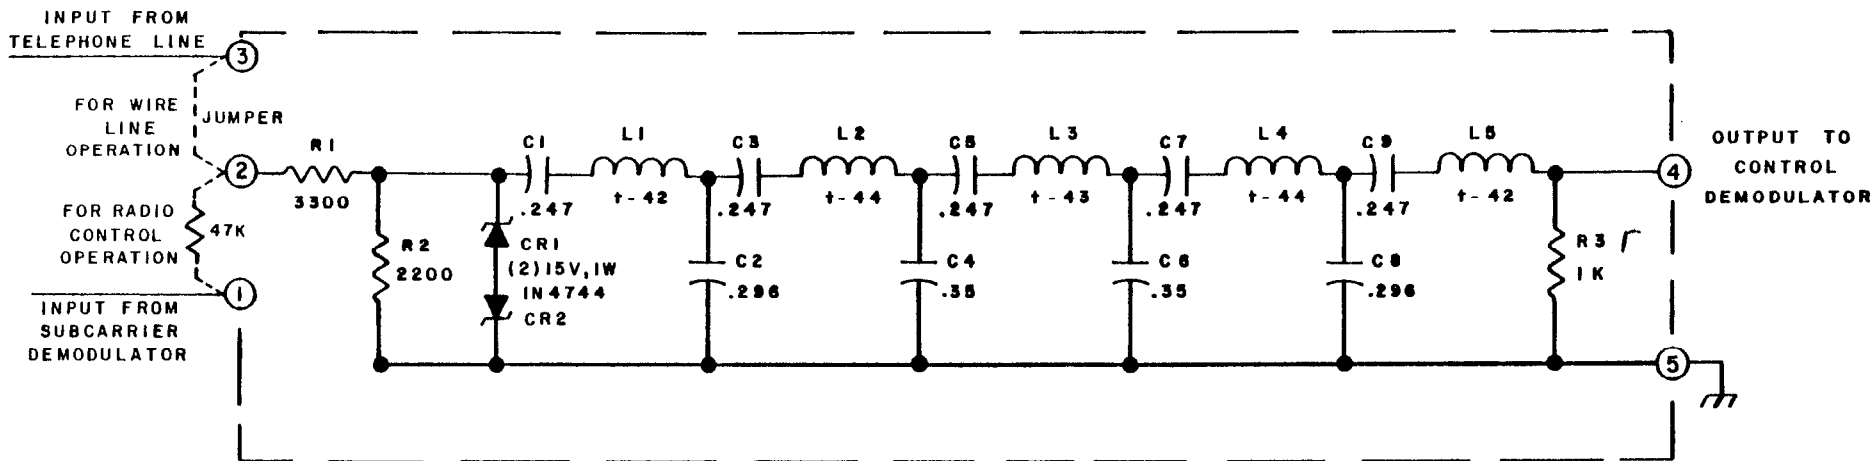 INPUT FROM
TELEPHONE LINE
3
FOR WIRE
LINE
OPERATION
JUMPER
2
R1
3300
FOR RADIO
CONTROL
OPERATION
47K
1
INPUT FROM
SUBCARRIER
DEMODULATOR
R2
2200
CR1
(2)15V,1W
1N4744
CR2
C1
.247
L1
t-42
C2
.296
C3
.247
L2
t-44
C4
.35
C5
.247
L3
t-43
C6
.35
C7
.247
L4
t-44
C8
.296
C9
.247
L5
t-42
R3
1K
4
OUTPUT TO
CONTROL
DEMODULATOR
5